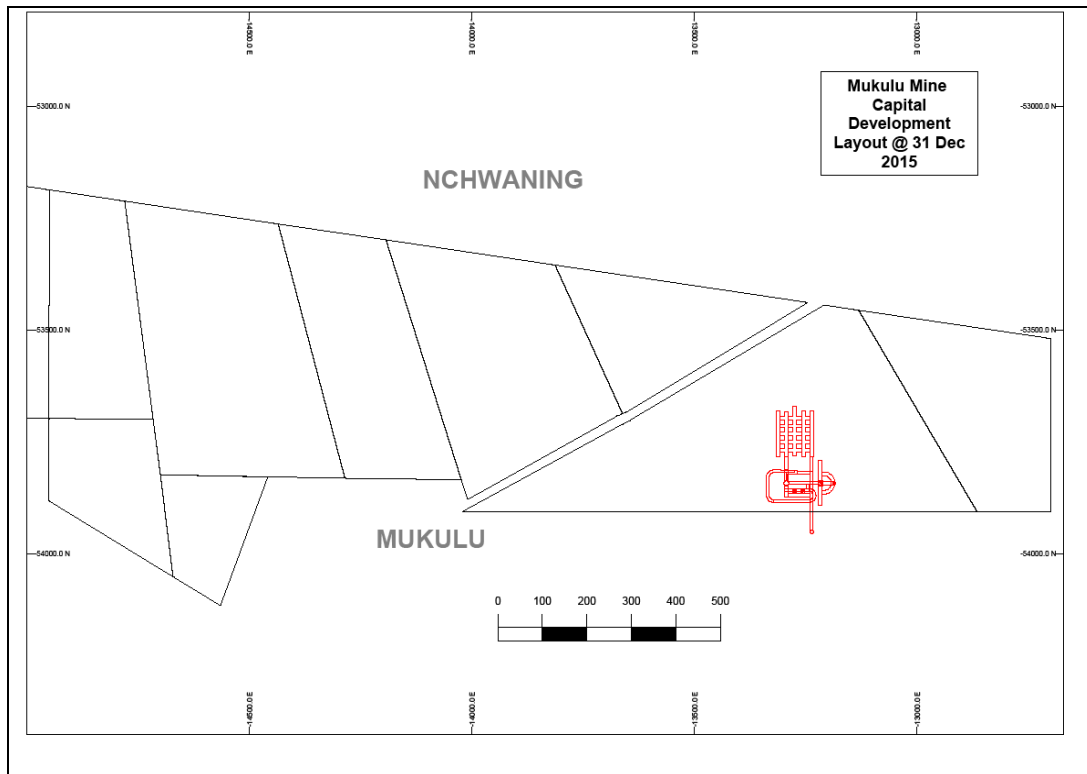 -14500.0 E
-14000.0 E
-13500.0 E
-13000.0 E
Mukulu Mine
Capital
Development
Layout @ 31 Dec
2015
-53000.0 N
-53000.0 N
NCHWANING
-53500.0 N
-53500.0 N
MUKULU
-54000.0 N
-54000.0 N
0 100 200 300 400 500
-14500.0 E
-14000.0 E
-13500.0 E
-13000.0 E